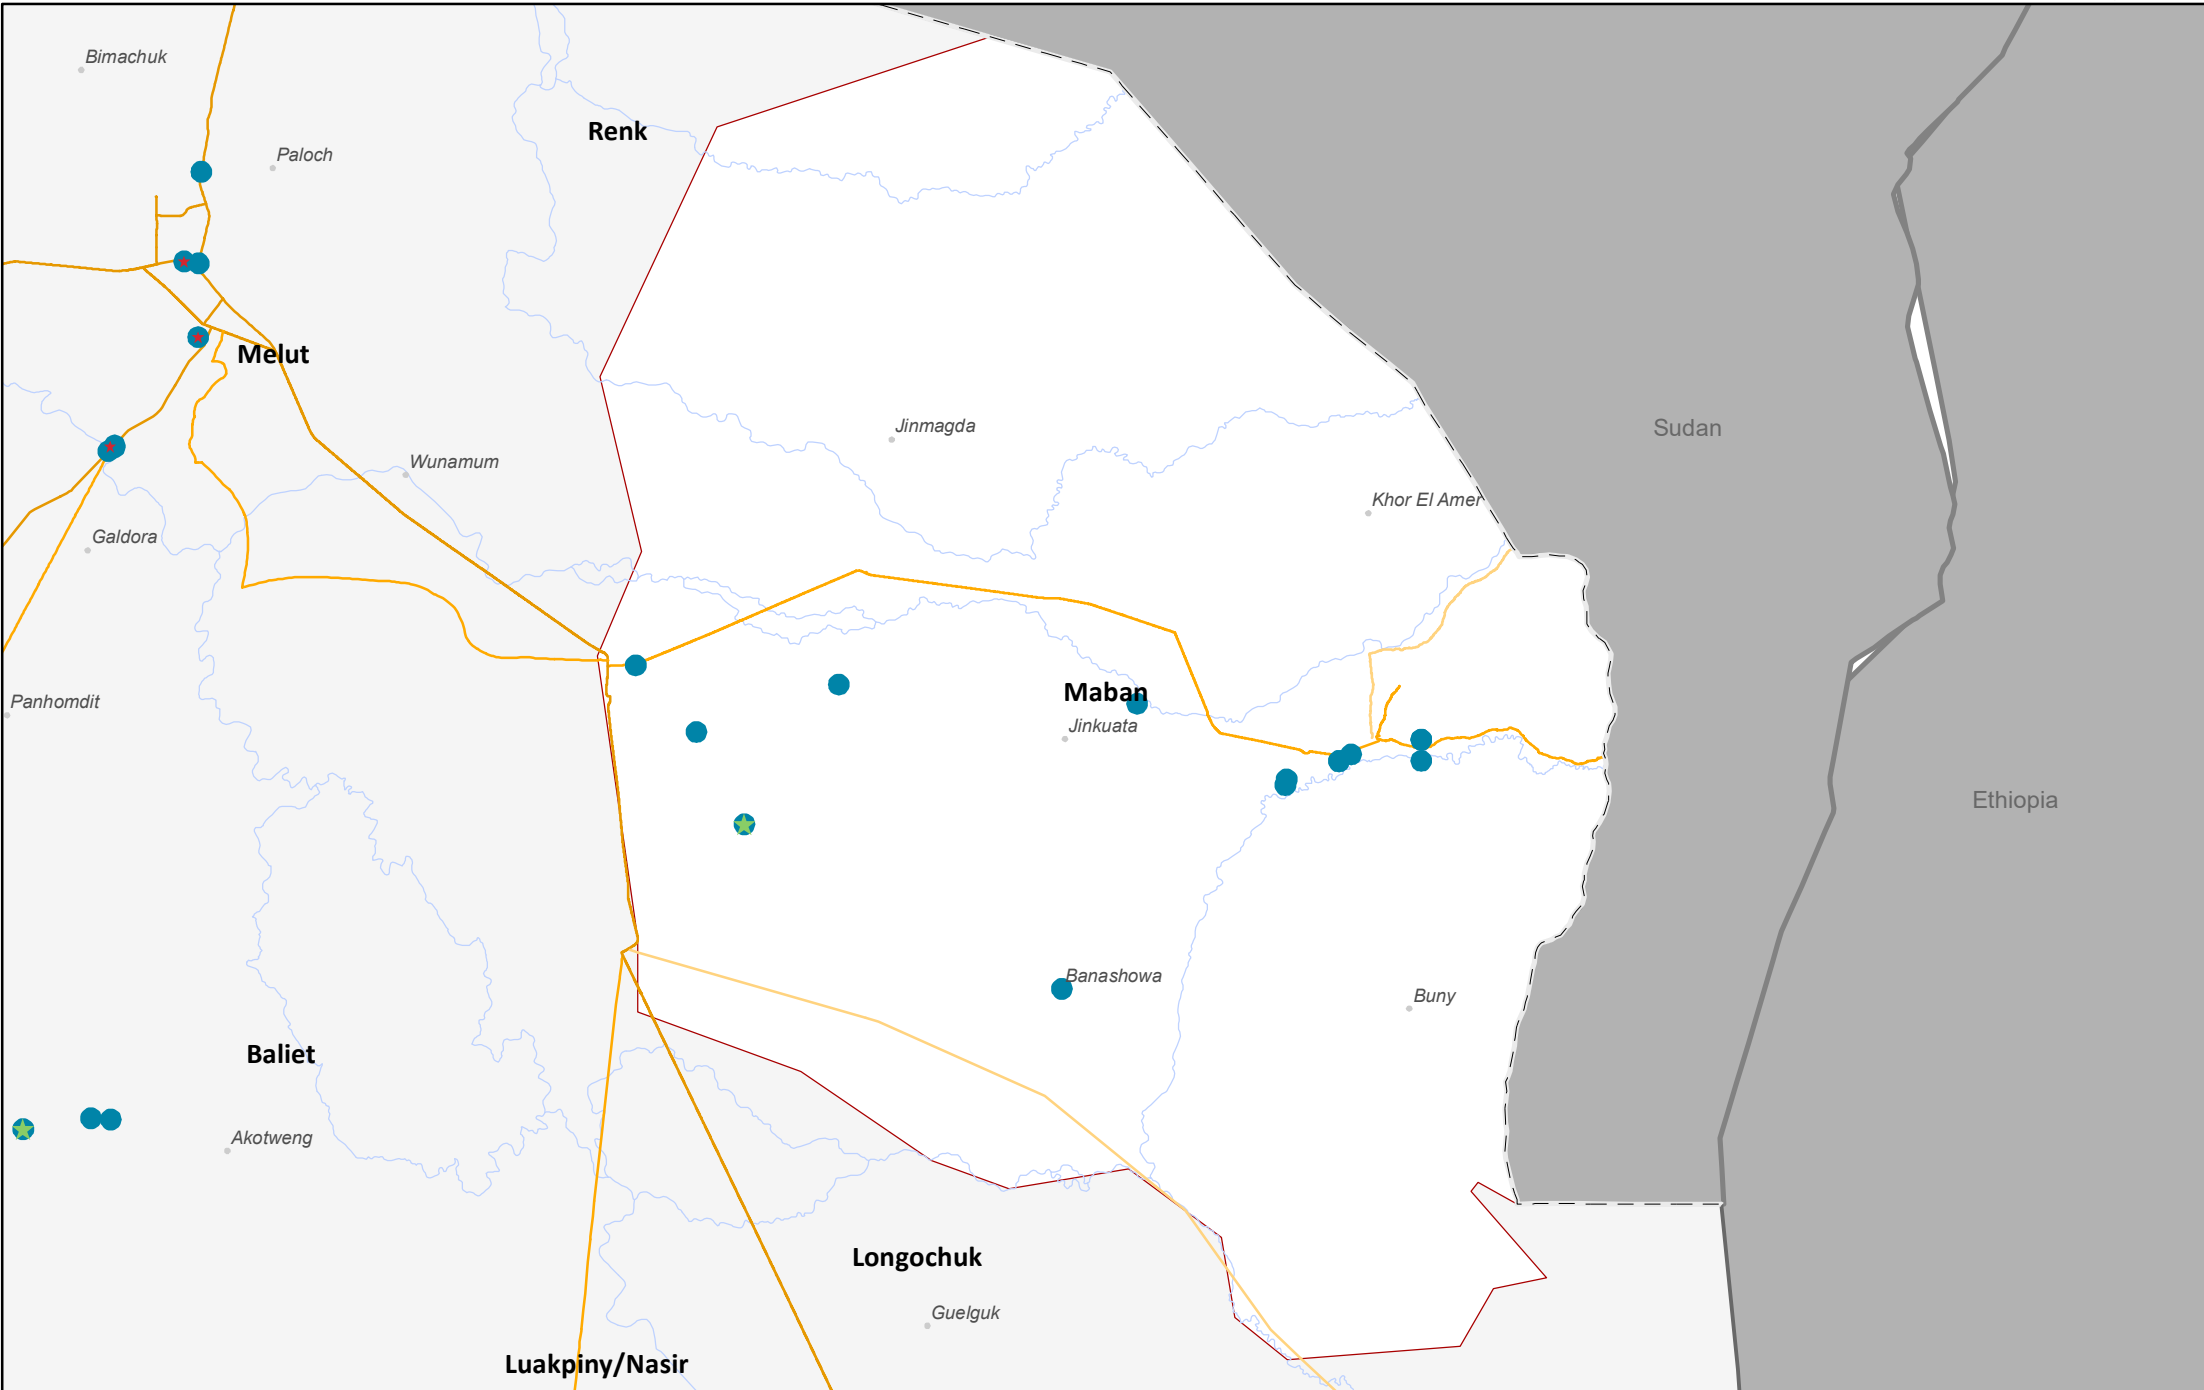 Bimachuk
Renk
Paloch
Melut
Jinmagda
Sudan
Wunamum
Khor El Amer
Galdora
Maban
Panhomdit
Jinkuata
Ethiopia
Banashowa
Buny
Baliet
Akotweng
Longochuk
Guelguk
Luakpiny/Nasir